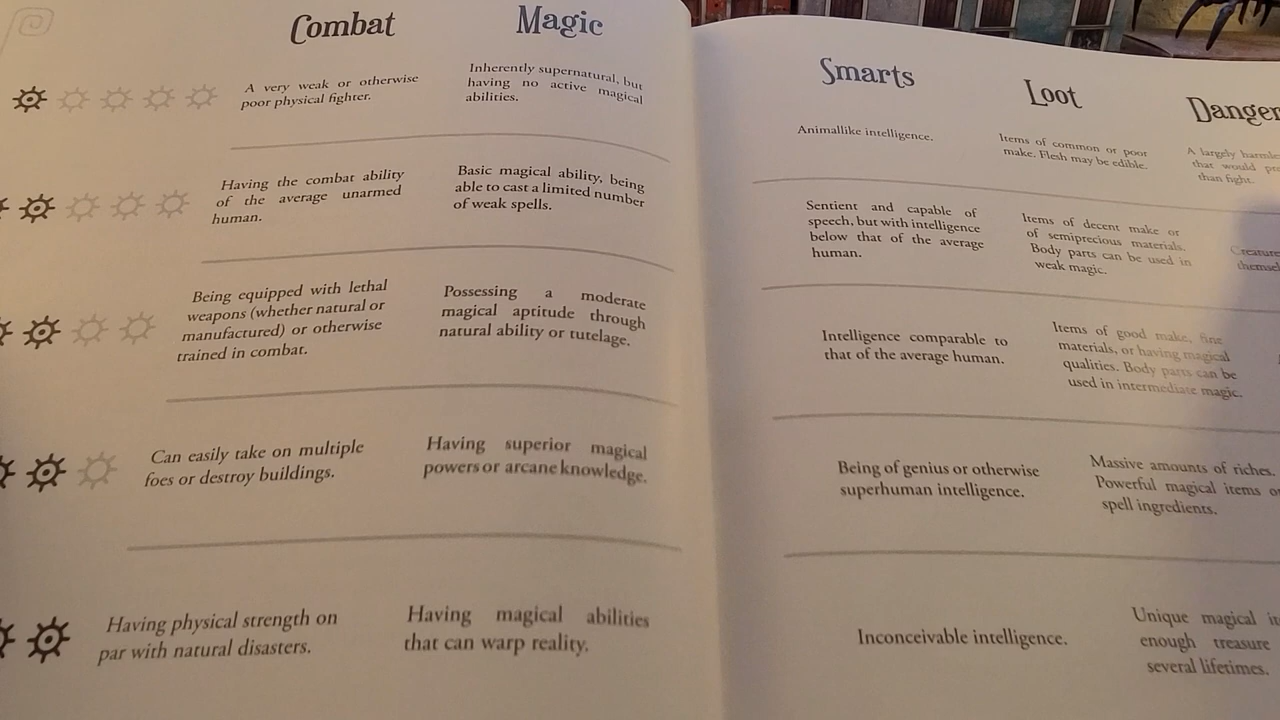 Combat
Magic
Smarts
Loot
Danger
A very weak or otherwise
poor physical fighter.
Inherently supernatural, but
having no active magical
abilities.
Animallike intelligence.
Items of common or poor
make. Flesh may be edible.
A largely
that would
than fight.
Having the combat ability
of the average unarmed
human.
Basic magical ability, being
able to cast a limited number
of weak spells.
Sentient and capable of
speech, but with intelligence
below that of the average
human.
Items of decent make or
of semiprecious materials.
Body parts can be used in
weak magic.
Being equipped with lethal
weapons (whether natural or
manufactured) or otherwise
trained in combat.
Possessing a moderate
magical aptitude through
natural ability or tutelage.
Intelligence comparable to
that of the average human.
Items of good make, fine
materials, or having magical
qualities. Body parts can be
used in intermediate magic.
Can easily take on multiple
foes or destroy buildings.
Having superior magical
powers or arcane knowledge.
Being of genius or otherwise
superhuman intelligence.
Massive amounts of riches.
Powerful magical items
spell ingredients.
Having physical strength on
par with natural disasters.
Having magical abilities
that can warp reality.
Inconceivable intelligence.
Unique magical
enough treasure
several lifetimes.